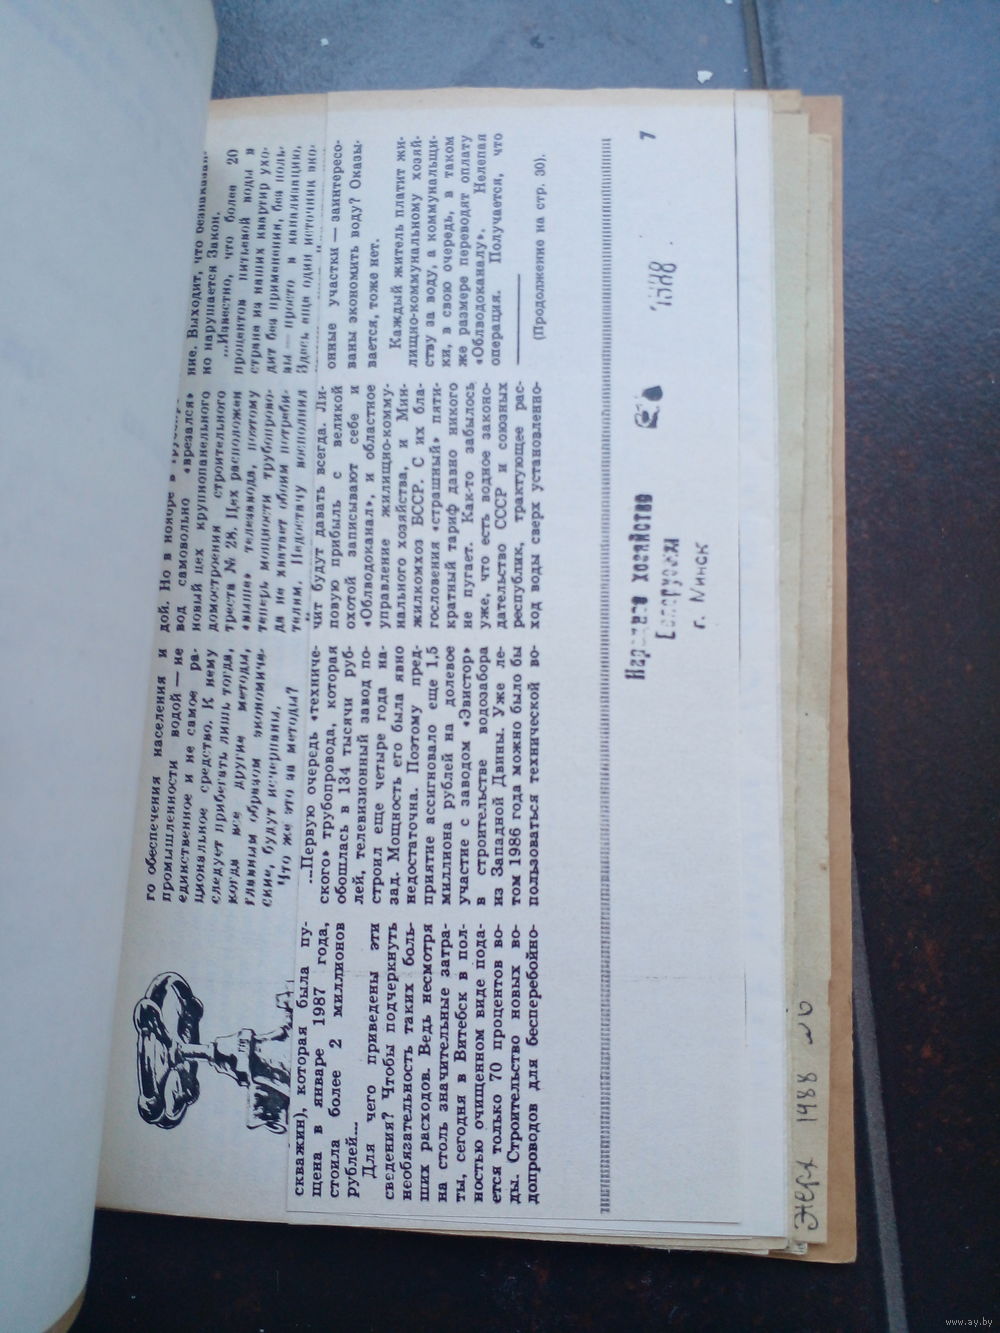 скважин), которая была пу-
щена в январе 1987 года,
стоила более 2 миллионов
рублей...
Для чего приведены эти
сведения? Чтобы подчеркнуть
необязательность таких боль-
ших расходов. Ведь несмотря
на столь значительные затра-
ты, сегодня в Витебск в пол-
ностью очищенном виде пода-
ется только 70 процентов во-
ды. Строительство новых во-
допроводов для бесперебойно-
го обеспечения населения и
промышленности водой — не
единственное и не самое ра-
циональное средство. К нему
следует прибегать лишь тогда,
когда все другие методы,
главным образом экономиче-
ские, будут исчерпаны.
Что же это за методы?
...Первую очередь «техниче-
ского» трубопровода, которая
обошлась в 134 тысячи руб-
лей, телевизионный завод по-
строил еще четыре года на-
зад. Мощность его была явно
недостаточна. Поэтому пред-
приятие ассигновало еще 1,5
миллиона рублей на долевое
участие с заводом «Эвистор»
в строительстве водозабора
из Западной Двины. Уже ле-
том 1986 года можно было бы
пользоваться технической во-
дой. Но в ноябре в
вод самовольно «врезался»
новый цех крупнопанельного
домостроения строительного
треста № 28. Цех расположен
«выше» телезавода, поэтому
теперь мощности трубопрово-
да не хватает обоим потреби-
телям. Недостачу восполнил
чит будут давать всегда. Ли-
повую прибыль с великой
охотой записывают себе и
«Облводоканал», и областное
управление жилищно-комму-
нального хозяйства, и Мин-
жилкомхоз БССР. С их бла-
гословения «страшный» пяти-
кратный тариф давно никого
не пугает. Как-то забылось
уже, что есть водное законо-
дательство СССР и союзных
республик, трактующее рас-
ход воды сверх установленно-
ние. Выходит, что безнаказан-
но нарушается Закон.
...Известно, что более 20
процентов питьевой воды в
стране из наших квартир ухо-
дит без применения, без поль-
зы — просто в канализацию.
Здесь еще один источник эко-
онные участки — заинтересо-
ваны экономить воду? Оказы-
вается, тоже нет.
Каждый житель платит жи-
лищно-коммунальному хозяй-
ству за воду, а коммунальщи-
ки, в свою очередь, в таком
же размере переводят оплату
«Облводоканалу». Нелепая
операция. Получается, что
(Продолжение на стр. 30).
7
Народнае хозяйство
Белоруссии
г. Минск
1988
Нерх 1988 №6
www.ay.by